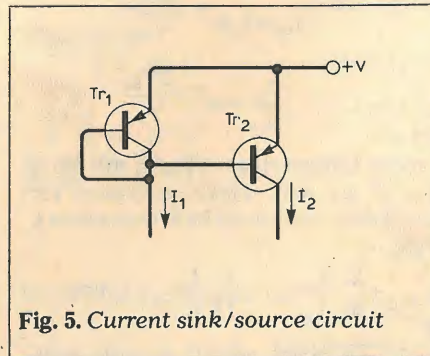 +V
Tr1
Tr2
I1
I2
Fig. 5. Current sink/source circuit